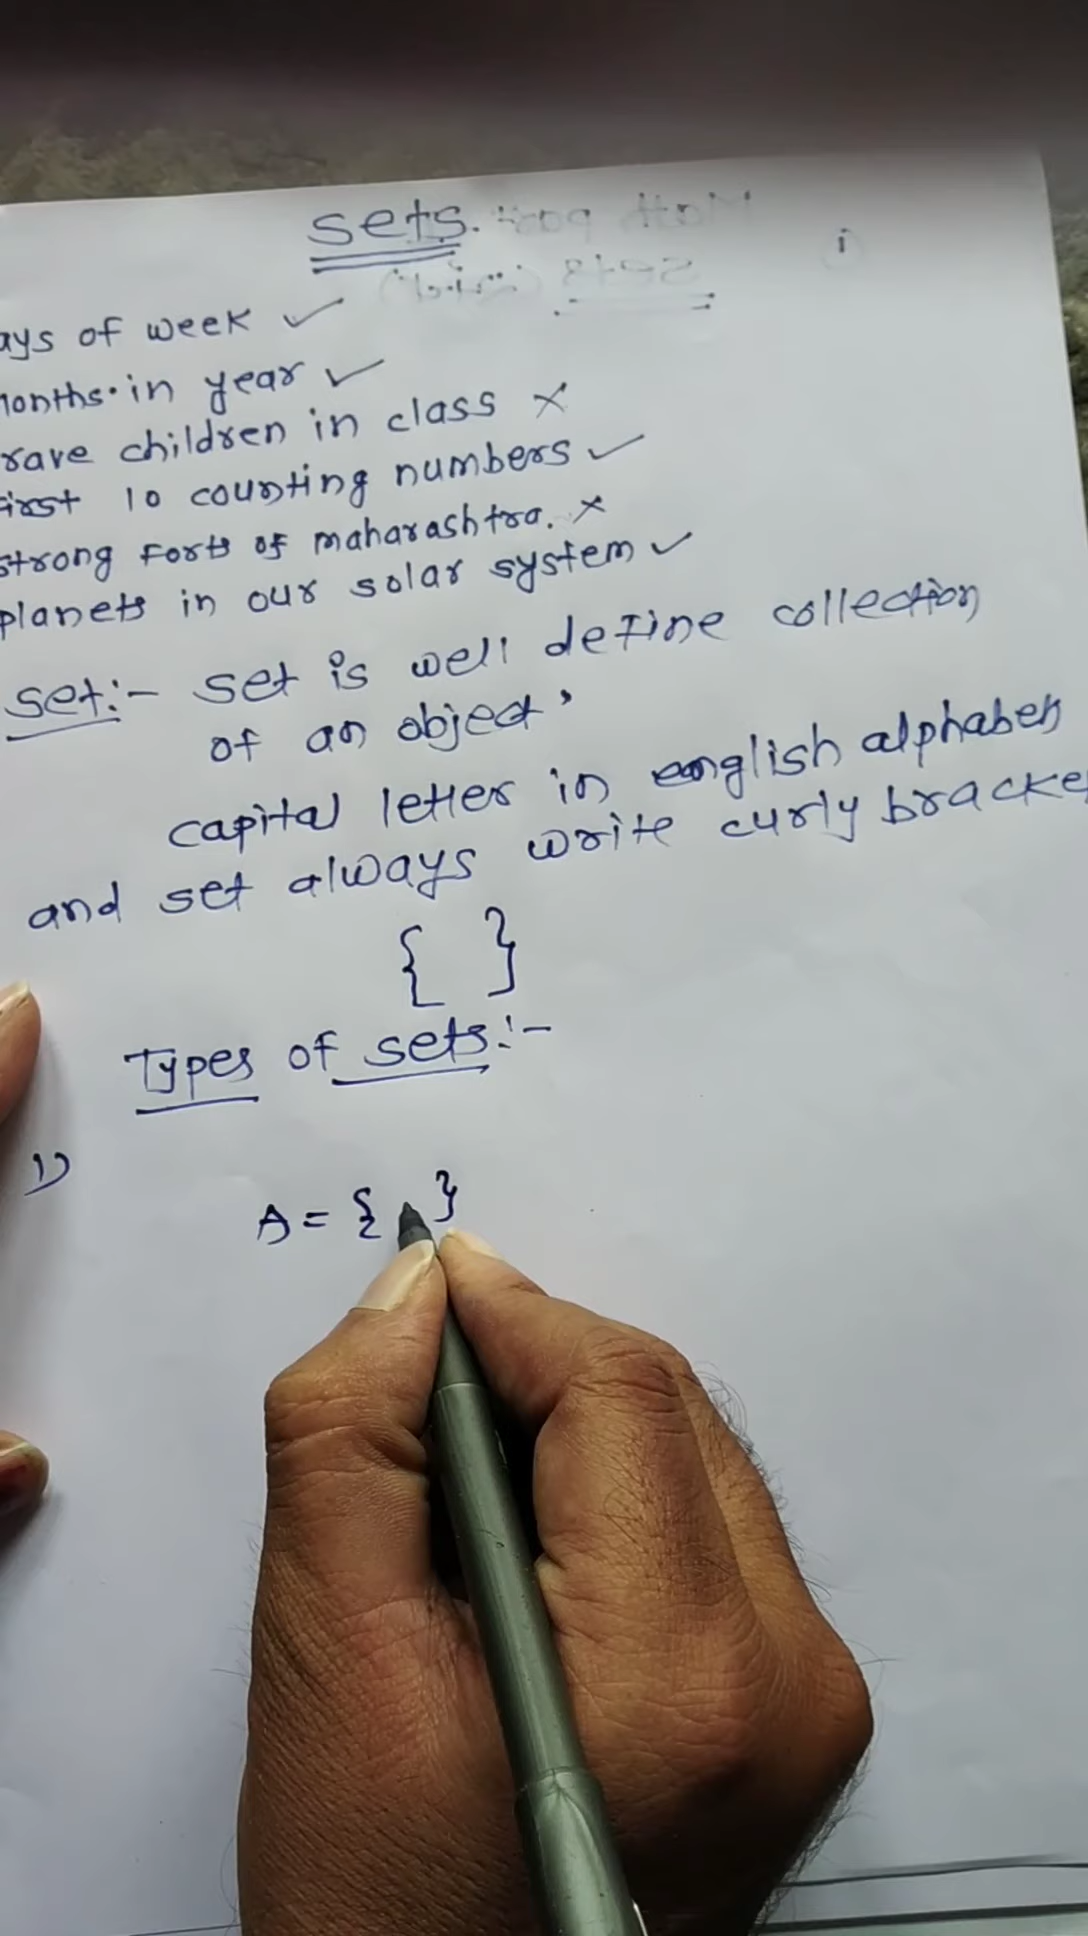 sets.
ays of week ✓
onths. in year ✓
rave children in class ×
irst 10 counting numbers ✓
strong forts of maharashtra. ×
planets in our solar system ✓
set:- set is well define collection
of an object,
capital letter in english alphabets
and set always write curly bracke
{ }
Types of sets:-
1)
A = { }